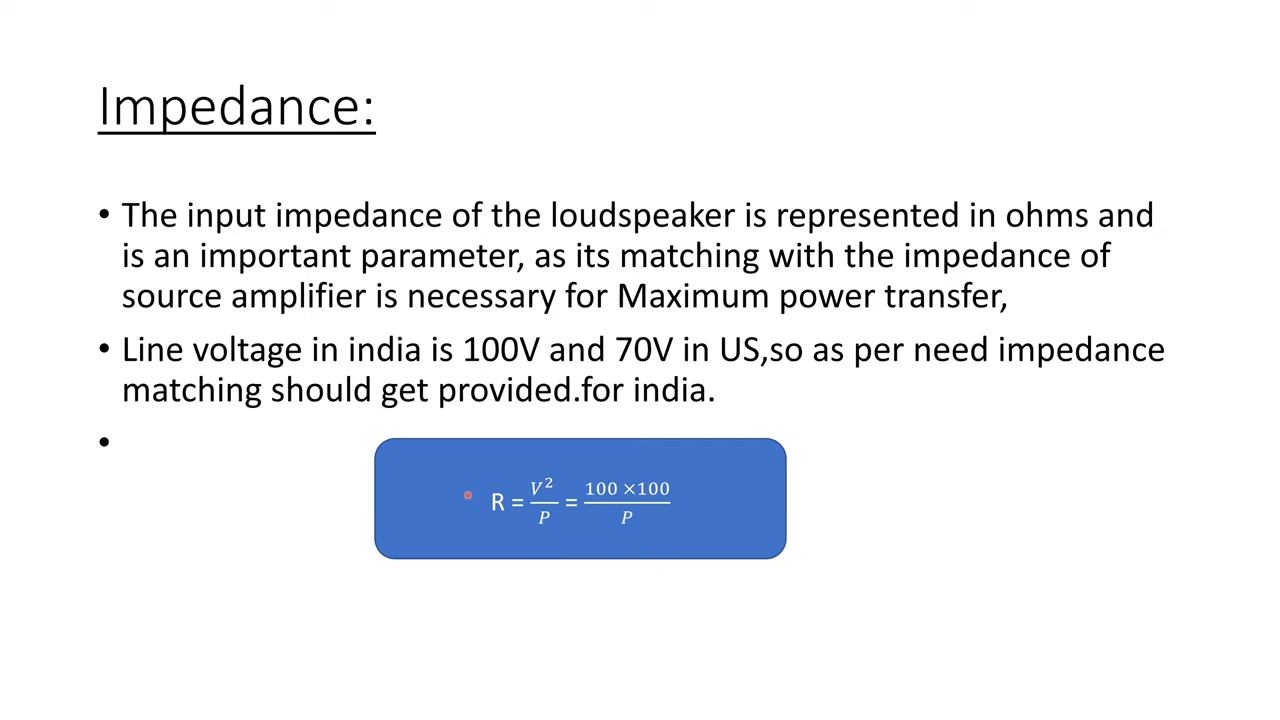 Impedance:
• The input impedance of the loudspeaker is represented in ohms and
is an important parameter, as its matching with the impedance of
source amplifier is necessary for Maximum power transfer,
• Line voltage in india is 100V and 70V in US,so as per need impedance
matching should get provided.for india.
•
R = V²/P = 100 ×100/P